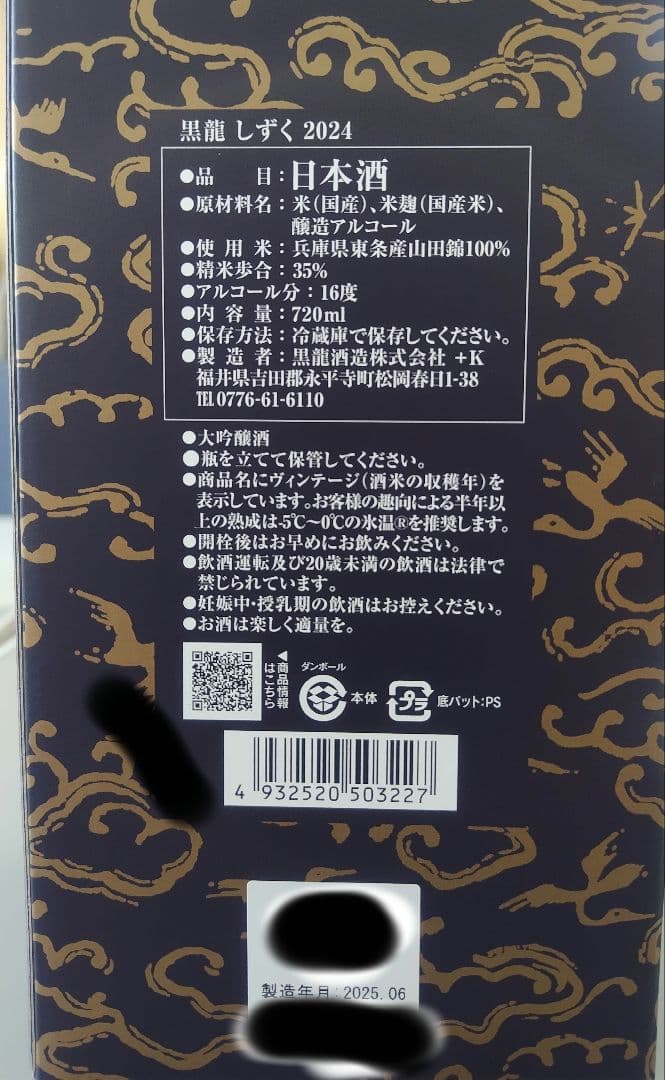 黒龍 しずく 2024
●品　目：日本酒
●原材料名：米(国産)、米麹(国産米)、
醸造アルコール
●使用米：兵庫県東条産山田錦100%
●精米歩合：35%
●アルコール分：16度
●内容量：720ml
●保存方法：冷蔵庫で保存してください。
●製造者：黒龍酒造株式会社 +K
福井県吉田郡永平寺町松岡春日1-38
TEL 0776-61-6110
●大吟醸酒
●瓶を立てて保管してください。
●商品名にヴィンテージ(酒米の収穫年)を
表示しています。お客様の趣向による半年以
上の熟成は-5℃〜0℃の氷温®を推奨します。
●開栓後はお早めにお飲みください。
●飲酒運転及び20歳未満の飲酒は法律で
禁じられています。
●妊娠中・授乳期の飲酒はお控えください。
●お酒は楽しく適量を。
◀商品情報
はこちら
ダンボール
本体
プラ
底パット：PS
4 932520 503227
製造年月：2025.06